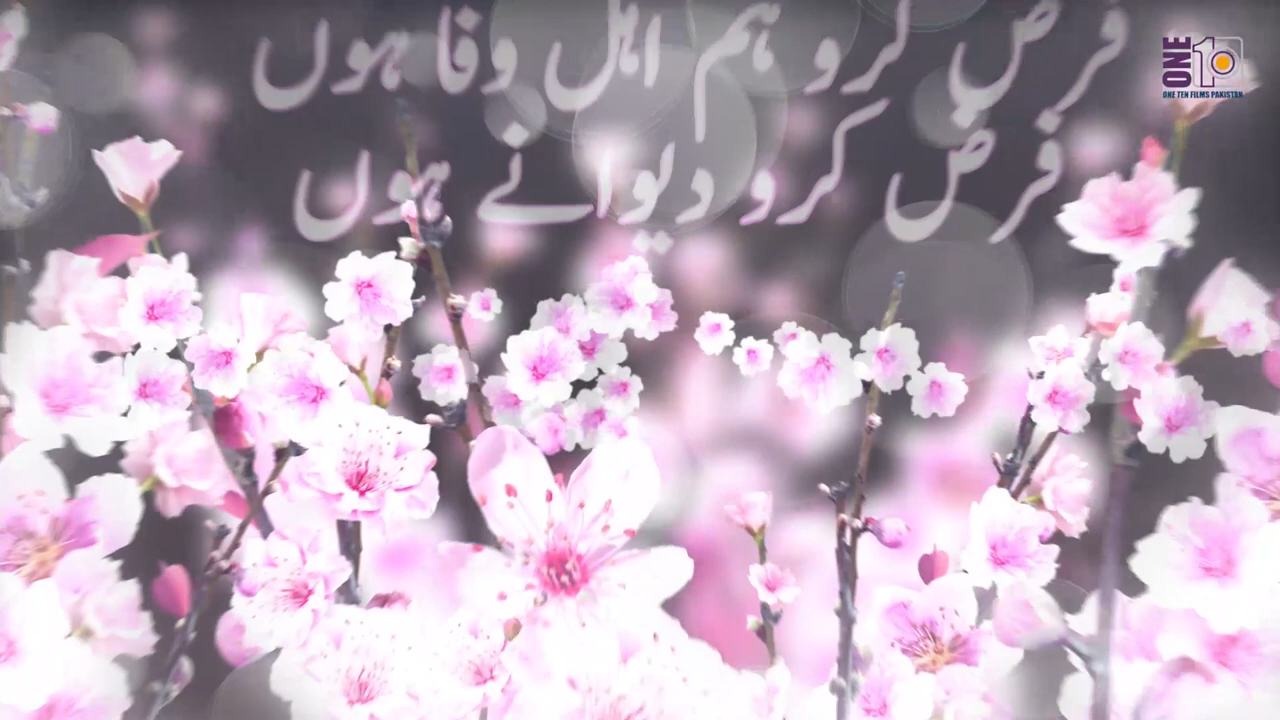 فرض کرو ہم اہل وفا ہوں
فرض کرو دیوانے ہوں
ONE 10
ONE TEN FILMS PAKISTAN